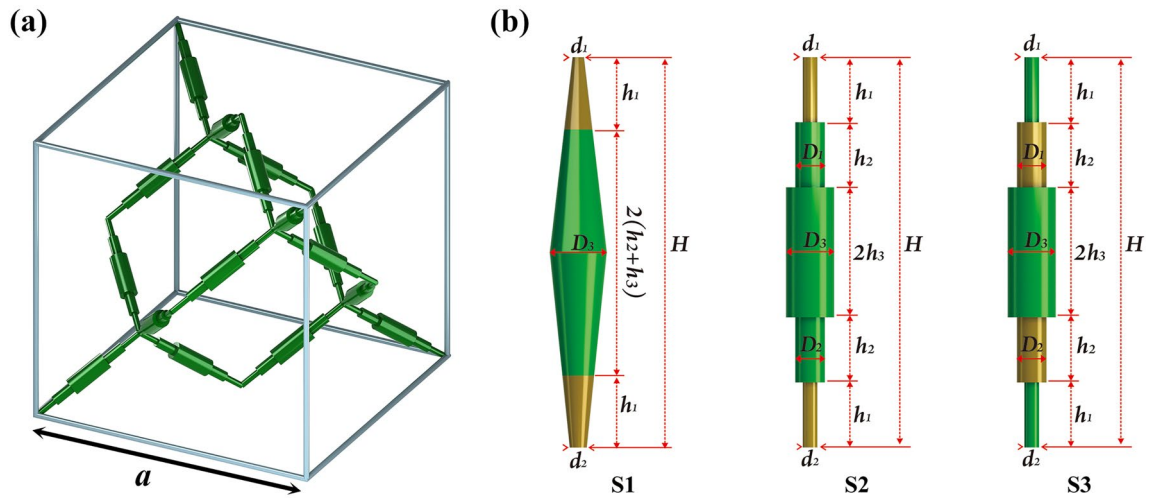 (a)
a
(b)
d₁
h₁
D₃
2(h₂+h₃)
H
h₁
d₂
S1
d₁
h₁
D₁
h₂
D₃
2h₃
H
D₂
h₂
h₁
d₂
S2
d₁
h₁
D₁
h₂
D₃
2h₃
H
D₂
h₂
h₁
d₂
S3